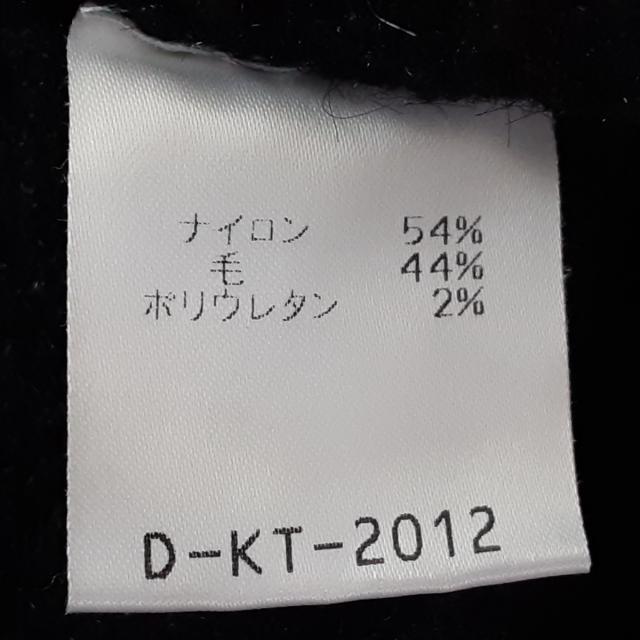 ナイロン 54%
毛 44%
ポリウレタン 2%
D-KT-2012